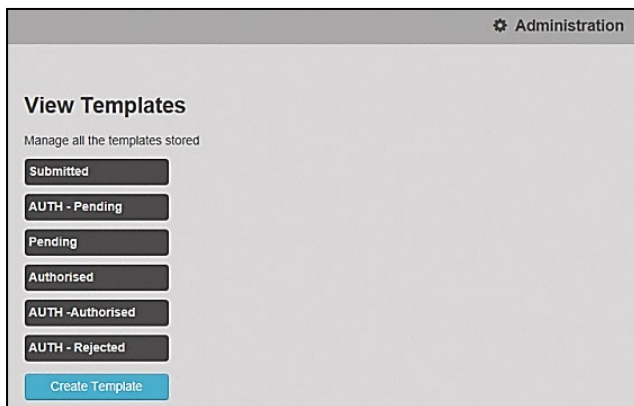 Administration
View Templates
Manage all the templates stored
Submitted
AUTH - Pending
Pending
Authorised
AUTH -Authorised
AUTH - Rejected
Create Template